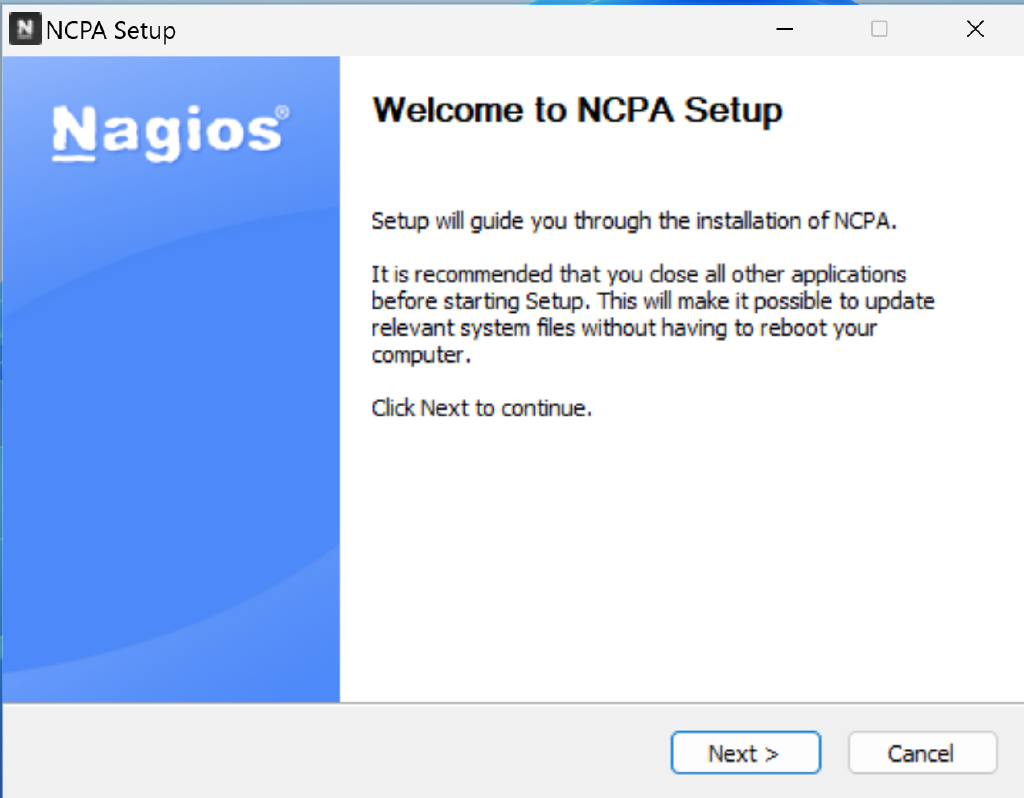 N NCPA Setup
Nagios®
Welcome to NCPA Setup
Setup will guide you through the installation of NCPA.
It is recommended that you close all other applications
before starting Setup. This will make it possible to update
relevant system files without having to reboot your
computer.
Click Next to continue.
Next >
Cancel